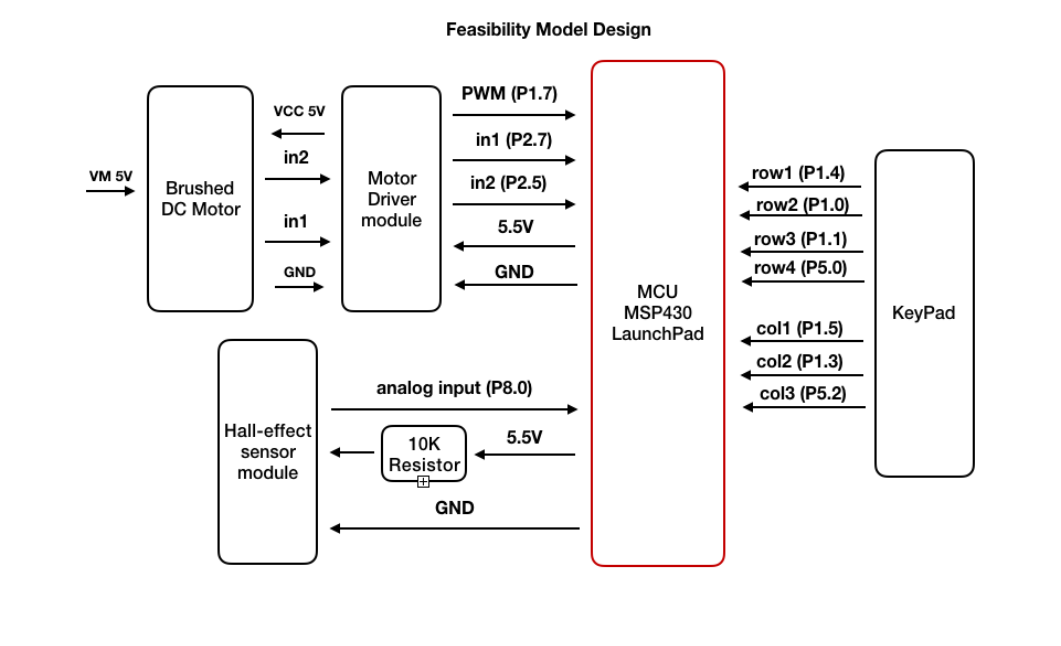 Feasibility Model Design
VM 5V
Brushed
DC Motor
VCC 5V
in2
in1
GND
Motor
Driver
module
PWM (P1.7)
in1 (P2.7)
in2 (P2.5)
5.5V
GND
MCU
MSP430
LaunchPad
row1 (P1.4)
row2 (P1.0)
row3 (P1.1)
row4 (P5.0)
col1 (P1.5)
col2 (P1.3)
col3 (P5.2)
KeyPad
Hall-effect
sensor
module
analog input (P8.0)
10K
Resistor
5.5V
GND